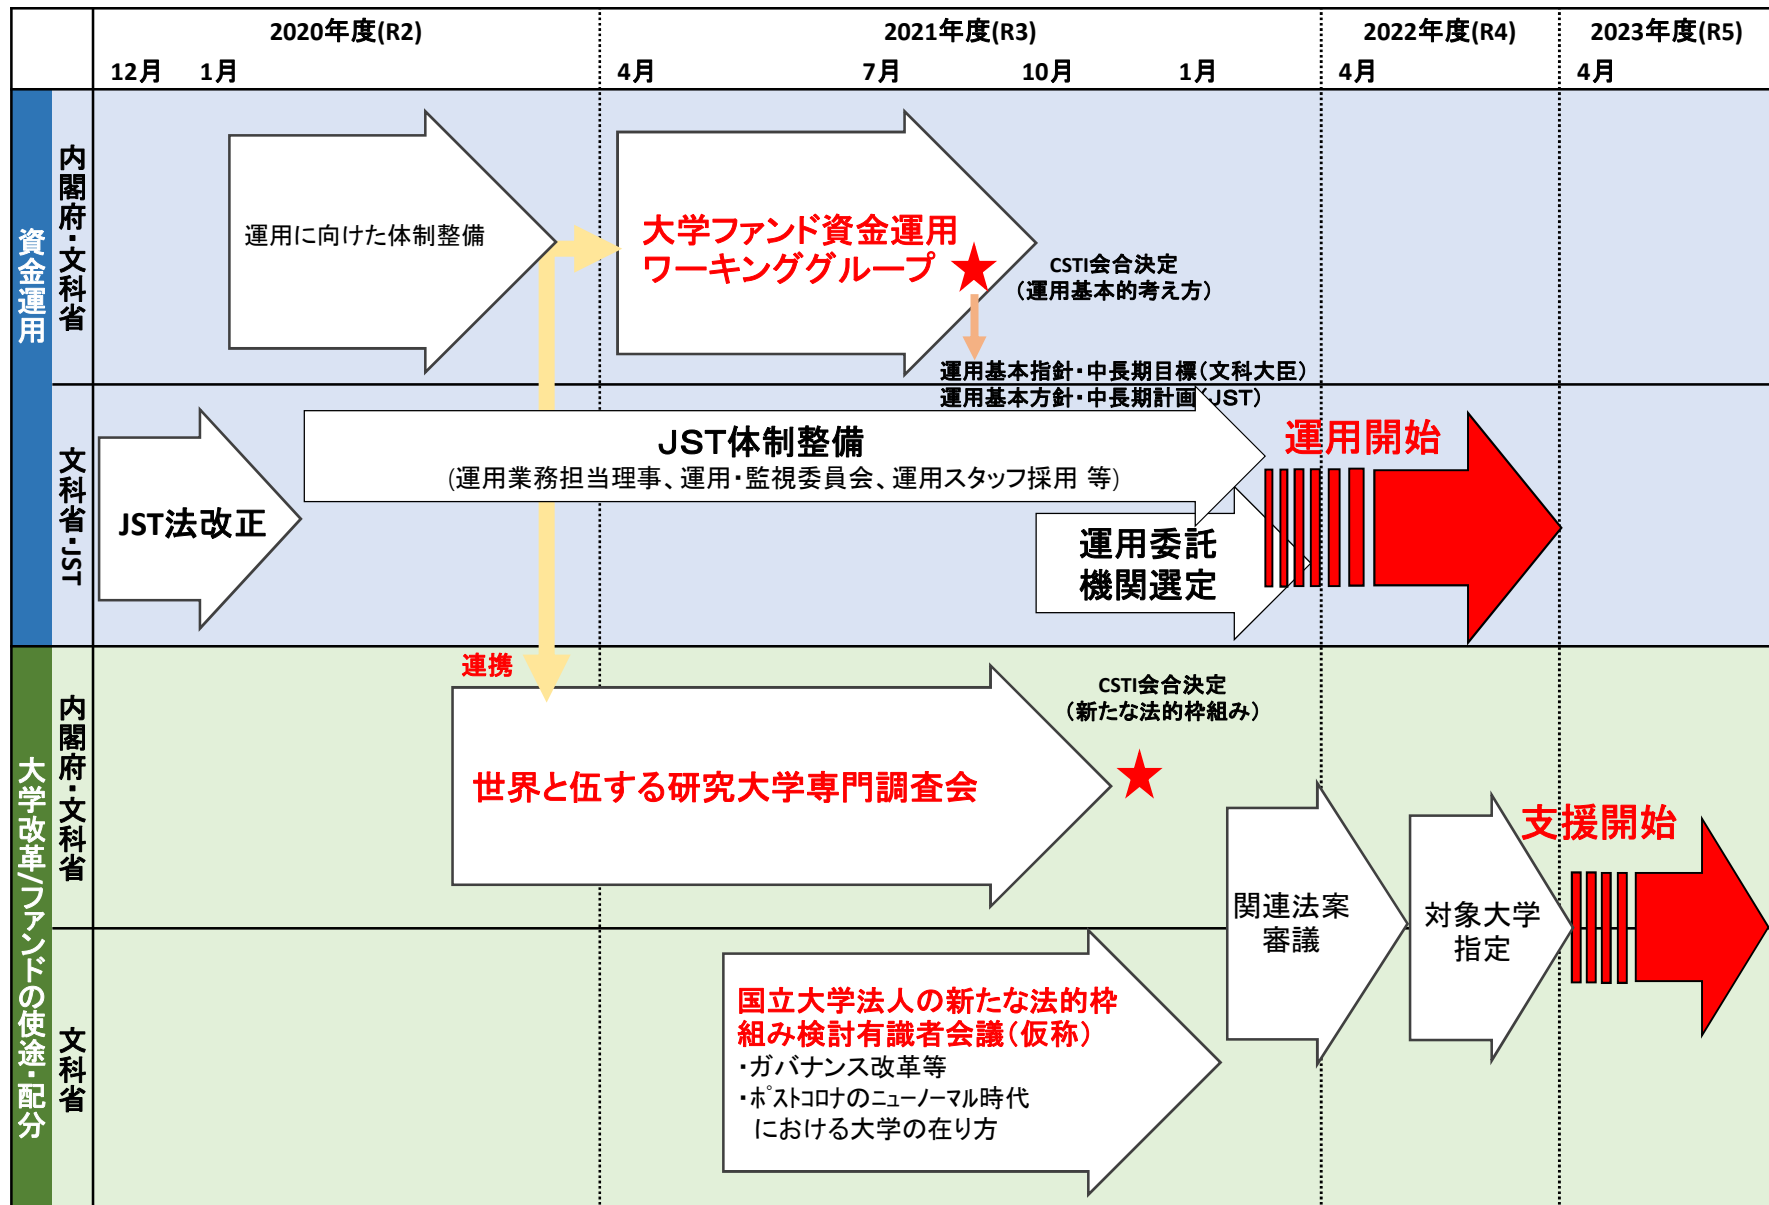 2020年度(R2)
2021年度(R3)
2022年度(R4)
2023年度(R5)
12月
1月
4月
7月
10月
1月
4月
4月
資金運用
内閣府・文科省
運用に向けた体制整備
大学ファンド資金運用
ワーキンググループ
CSTI会合決定
（運用基本的考え方）
運用基本指針・中長期目標（文科大臣）
運用基本方針・中長期計画（JST）
文科省・JST
JST法改正
JST体制整備
(運用業務担当理事、運用・監視委員会、運用スタッフ採用 等)
運用委託
機関選定
運用開始
大学改革/ファンドの使途・配分
内閣府・文科省
連携
世界と伍する研究大学専門調査会
CSTI会合決定
（新たな法的枠組み）
関連法案
審議
対象大学
指定
支援開始
文科省
国立大学法人の新たな法的枠
組み検討有識者会議（仮称）
・ガバナンス改革等
・ポストコロナのニューノーマル時代
における大学の在り方